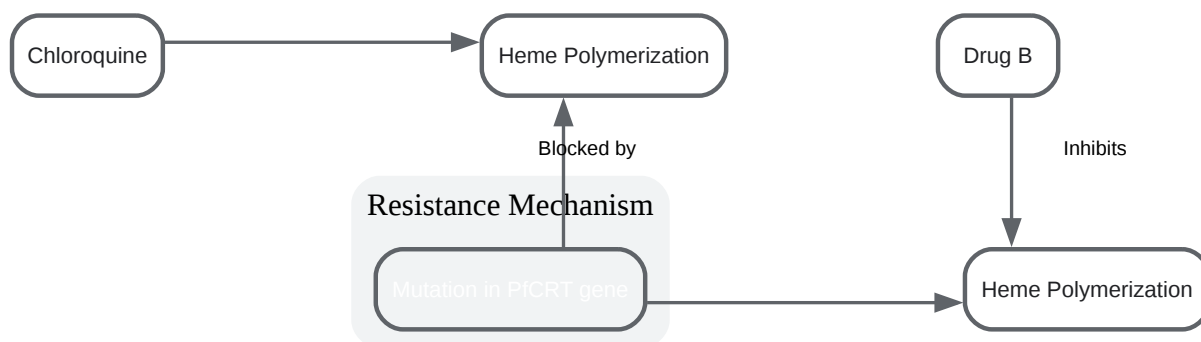 Chloroquine
Heme Polymerization
Drug B
Blocked by
Inhibits
Resistance Mechanism
Mutation in PfCRT gene
Heme Polymerization